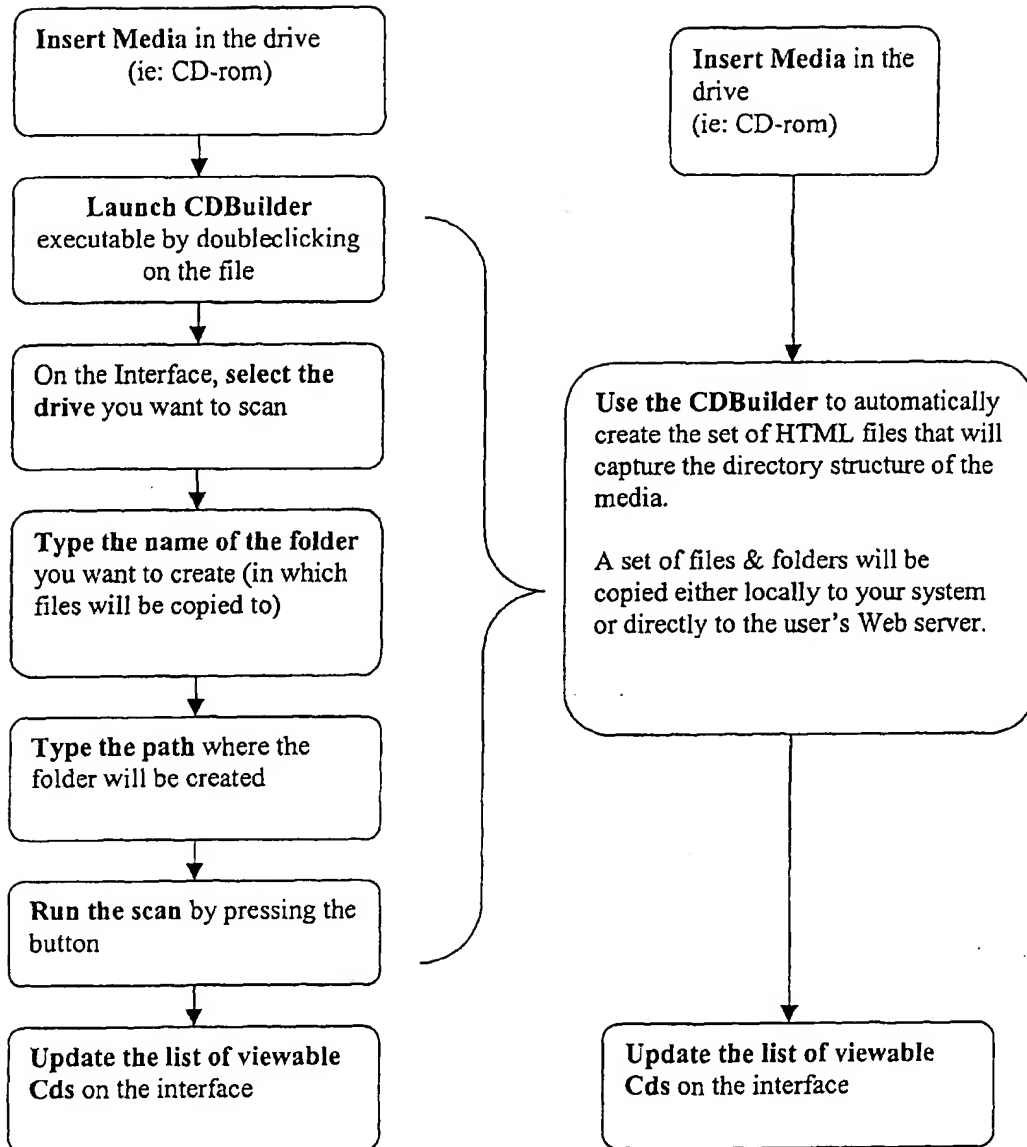 Insert Media in the drive
(ie: CD-rom)
Launch CDBuilder
executable by doubleclicking
on the file
On the Interface, select the
drive you want to scan
Type the name of the folder
you want to create (in which
files will be copied to)
Type the path where the
folder will be created
Run the scan by pressing the
button
Update the list of viewable
Cds on the interface
Insert Media in the
drive
(ie: CD-rom)
Use the CDBuilder to automatically
create the set of HTML files that will
capture the directory structure of the
media.
A set of files & folders will be
copied either locally to your system
or directly to the user's Web server.
Update the list of viewable
Cds on the interface